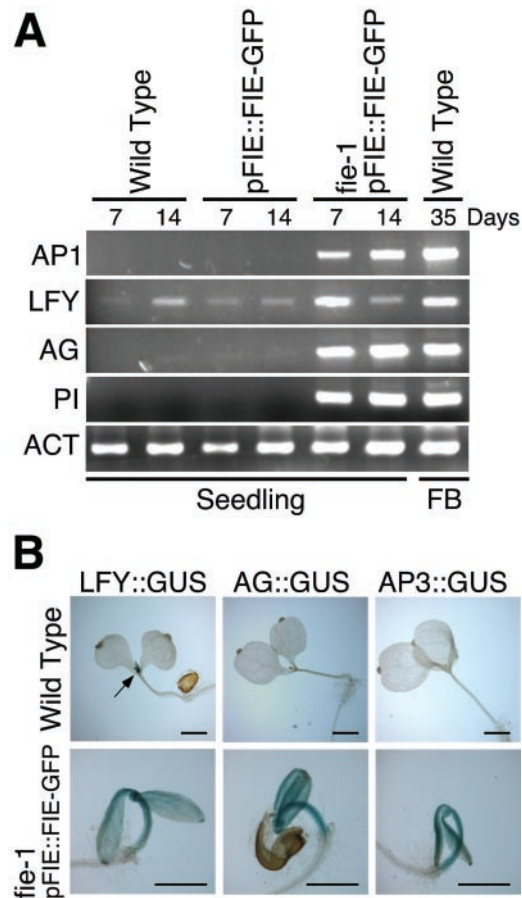 A
Wild Type
pFIE::FIE-GFP
fie-1
pFIE::FIE-GFP
Wild Type
7 14 7 14 7 14 35 Days
AP1
LFY
AG
PI
ACT
Seedling FB
B
LFY::GUS AG::GUS AP3::GUS
Wild Type
fie-1
pFIE::FIE-GFP